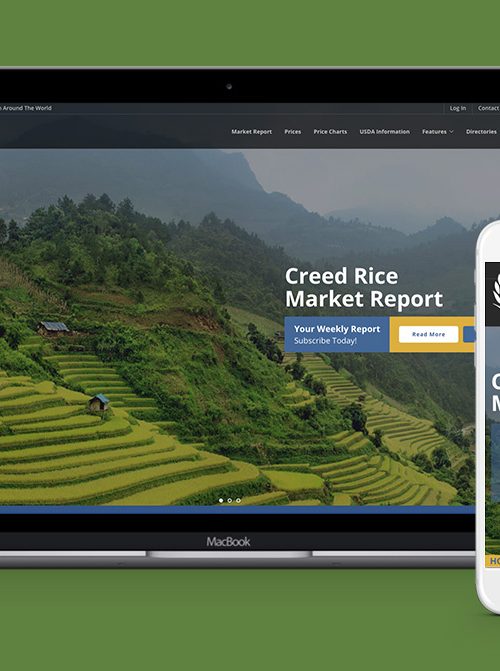 Around The World
Log In
Contact
Market Report
Prices
Price Charts
USDA Information
Features
Directories
Creed Rice
Market Report
Your Weekly Report
Subscribe Today!
Read More
MacBook
C
M
HO